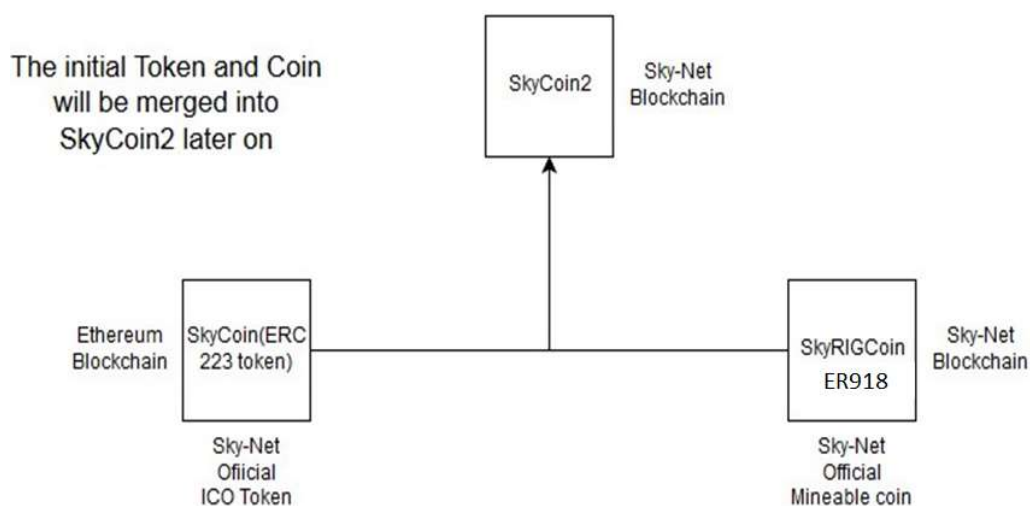 The initial Token and Coin
will be merged into
SkyCoin2 later on
SkyCoin2
Sky-Net
Blockchain
Ethereum
Blockchain
SkyCoin(ERC
223 token)
Sky-Net
Ofiicial
ICO Token
SkyRIGCoin
ER918
Sky-Net
Blockchain
Sky-Net
Official
Mineable coin